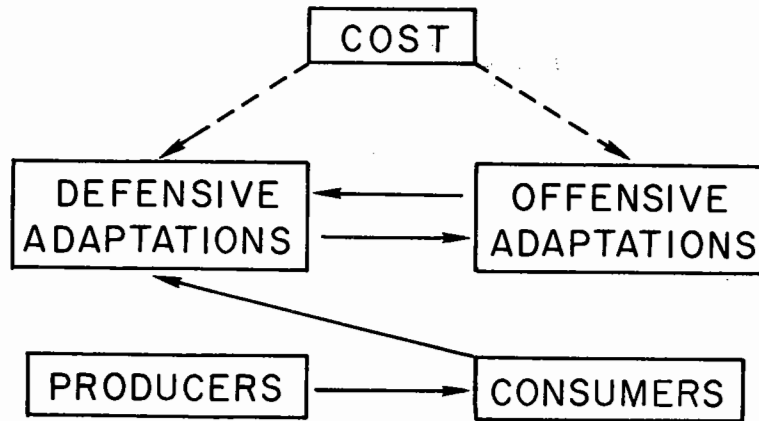 COST
DEFENSIVE
ADAPTATIONS
OFFENSIVE
ADAPTATIONS
PRODUCERS
CONSUMERS